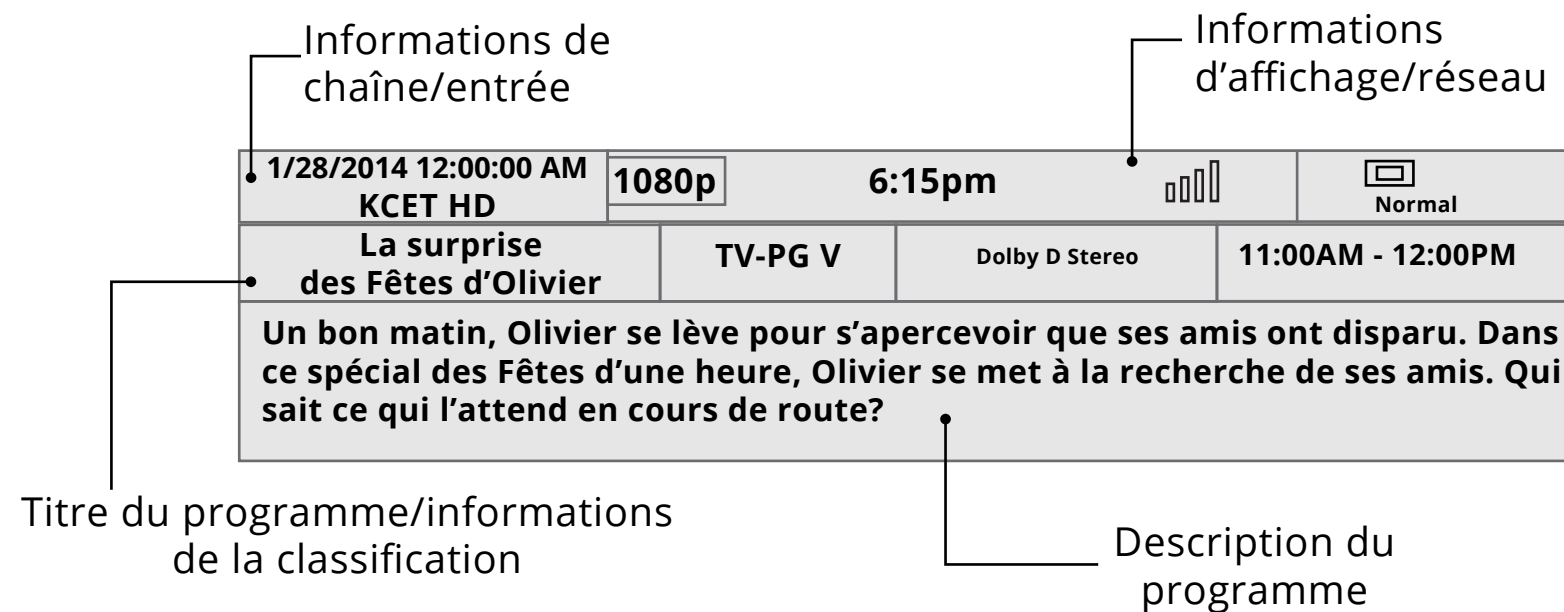 Informations de
chaîne/entrée
Informations
d’affichage/réseau
1/28/2014 12:00:00 AM
KCET HD
1080p
6:15pm
Normal
La surprise
des Fêtes d’Olivier
TV-PG V
Dolby D Stereo
11:00AM - 12:00PM
Un bon matin, Olivier se lève pour s’apercevoir que ses amis ont disparu. Dans
ce spécial des Fêtes d’une heure, Olivier se met à la recherche de ses amis. Qui
sait ce qui l’attend en cours de route?
Titre du programme/informations
de la classification
Description du
programme